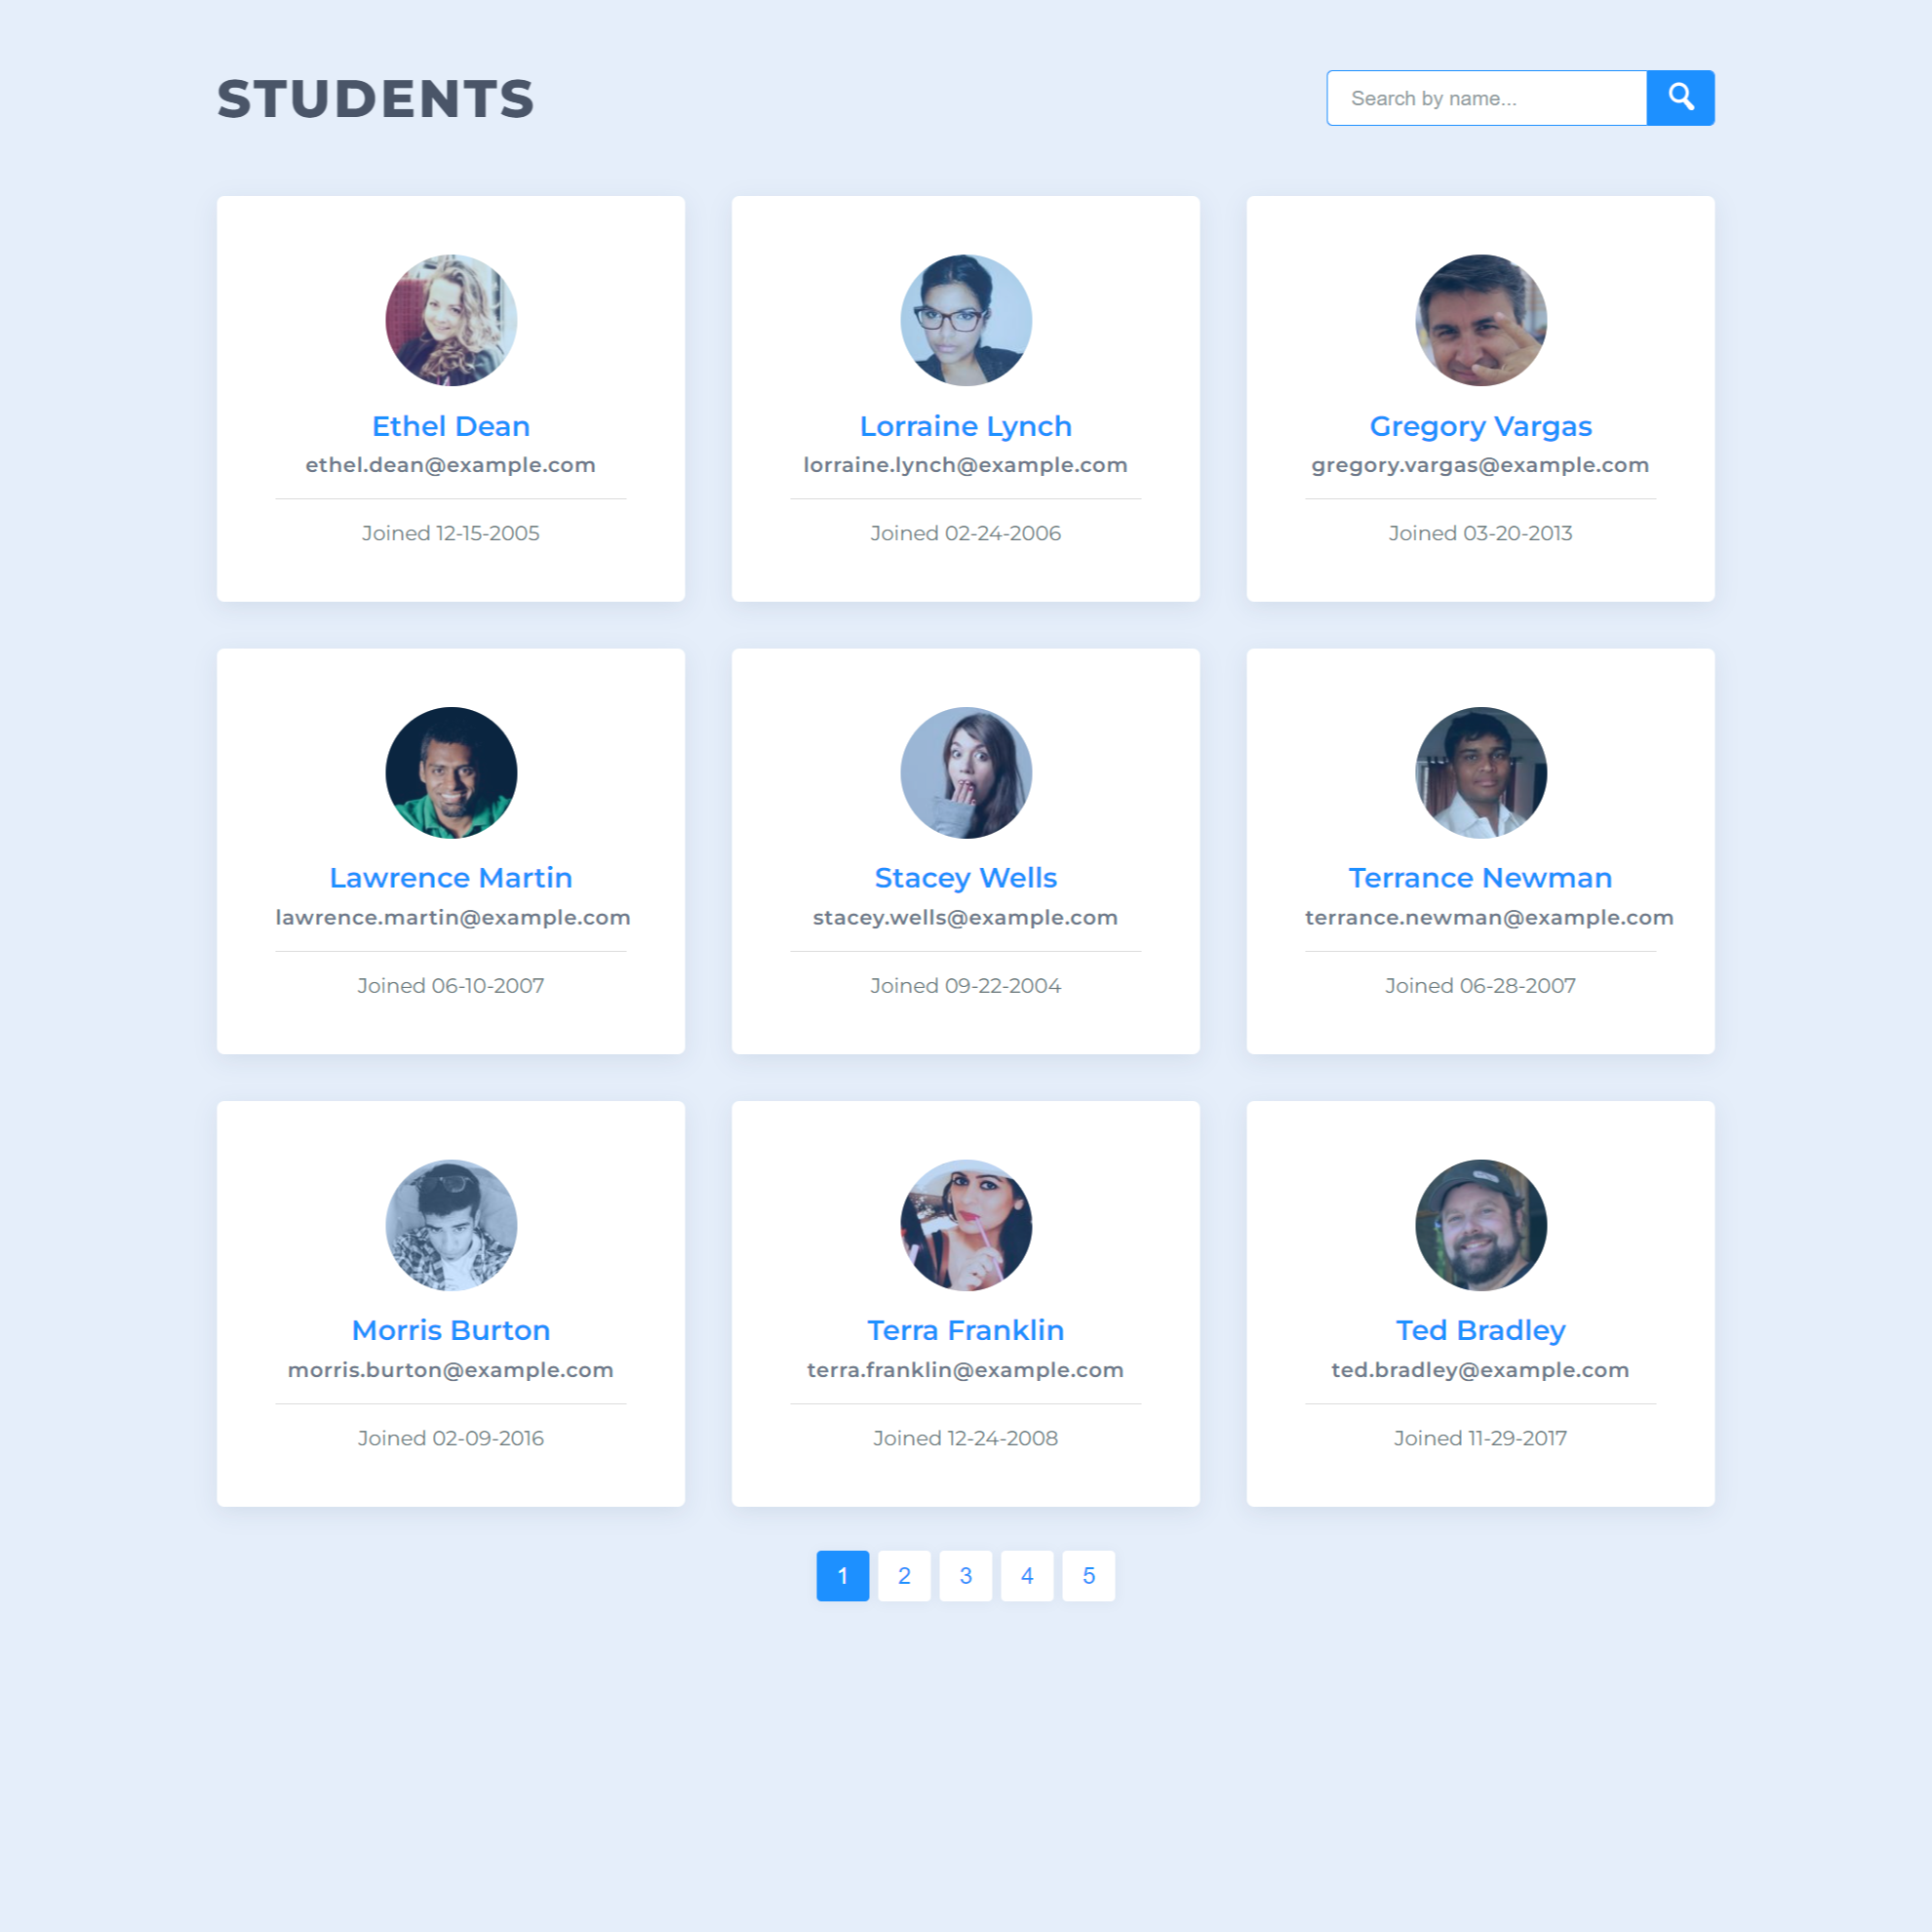 STUDENTS
Search by name...
Ethel Dean
ethel.dean@example.com
Joined 12-15-2005
Lorraine Lynch
lorraine.lynch@example.com
Joined 02-24-2006
Gregory Vargas
gregory.vargas@example.com
Joined 03-20-2013
Lawrence Martin
lawrence.martin@example.com
Joined 06-10-2007
Stacey Wells
stacey.wells@example.com
Joined 09-22-2004
Terrance Newman
terrance.newman@example.com
Joined 06-28-2007
Morris Burton
morris.burton@example.com
Joined 02-09-2016
Terra Franklin
terra.franklin@example.com
Joined 12-24-2008
Ted Bradley
ted.bradley@example.com
Joined 11-29-2017
1 2 3 4 5